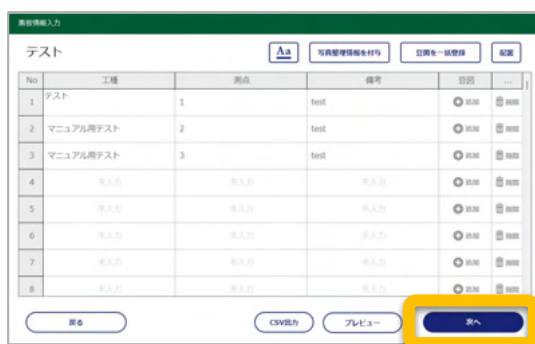 黒板情報入力
テスト
Aa 写真整理情報を付与 豆図を一括登録 配置
No 工種 測点 備考 豆図 ...
1 テスト 1 test 追加 削除
2 マニュアル用テスト 2 test 追加 削除
3 マニュアル用テスト 3 test 追加 削除
4 未入力 未入力 未入力 追加 削除
5 未入力 未入力 未入力 追加 削除
6 未入力 未入力 未入力 追加 削除
7 未入力 未入力 未入力 追加 削除
8 未入力 未入力 未入力 追加 削除
戻る CSV出力 プレビュー 次へ